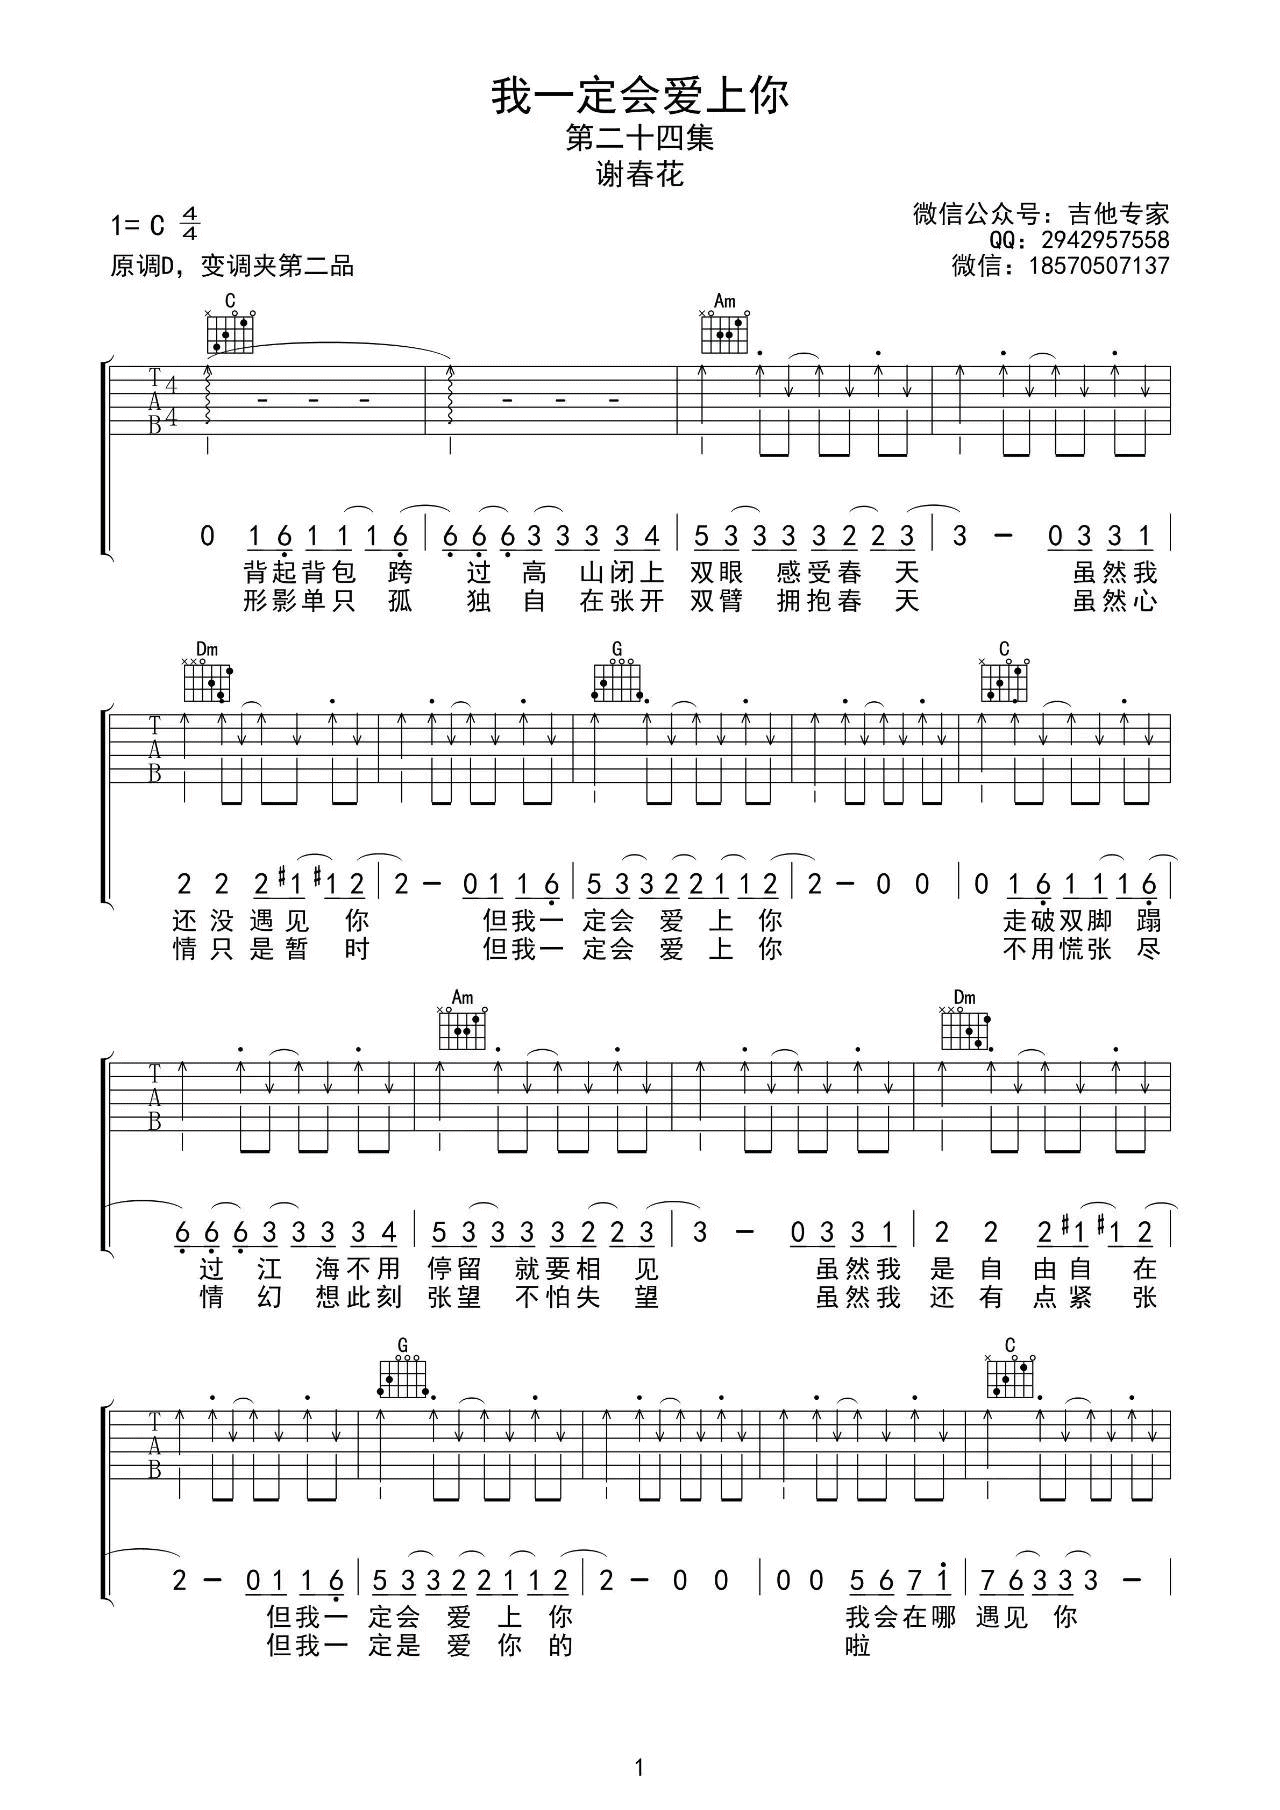 我一定会爱上你
第二十四集
谢春花
1= C 4/4
微信公众号：吉他专家
QQ：2942957558
原调D，变调夹第二品
微信：18570507137
C Am
T A B 4 4
0 1 6 1 1 1 6 | 6 6 6 3 3 3 3 4 | 5 3 3 3 3 2 2 3 | 3 - 0 3 3 1 |
背起背包 跨 过 高 山闭上 双眼 感受春 天 虽然我
形影单只 孤 独 自 在张开 双臂 拥抱春 天 虽然心
Dm G C
T A B
2 2 2 #1 #1 2 | 2 - 0 1 1 6 | 5 3 3 2 2 1 1 2 | 2 - 0 0 | 0 1 6 1 1 1 6
还没遇见 你 但我一 定会 爱 上 你 走破双脚 蹋
情只是暂 时 但我一 定会 爱 上 你 不用慌张 尽
Am Dm
T A B
6 6 6 3 3 3 3 4 | 5 3 3 3 3 2 2 3 | 3 - 0 3 3 1 | 2 2 2 #1 #1 2
过 江 海不用 停留 就要相 见 虽然我 是 自 由自 在
情 幻 想此刻 张望 不怕失 望 虽然我 还 有 点紧 张
G C
T A B
2 - 0 1 1 6 | 5 3 3 2 2 1 1 2 | 2 - 0 0 | 0 0 5 6 7 1 | 7 6 3 3 3 - |
但我一 定会 爱 上 你 我会在哪 遇见 你
但我一 定是 爱 你 的 啦
1